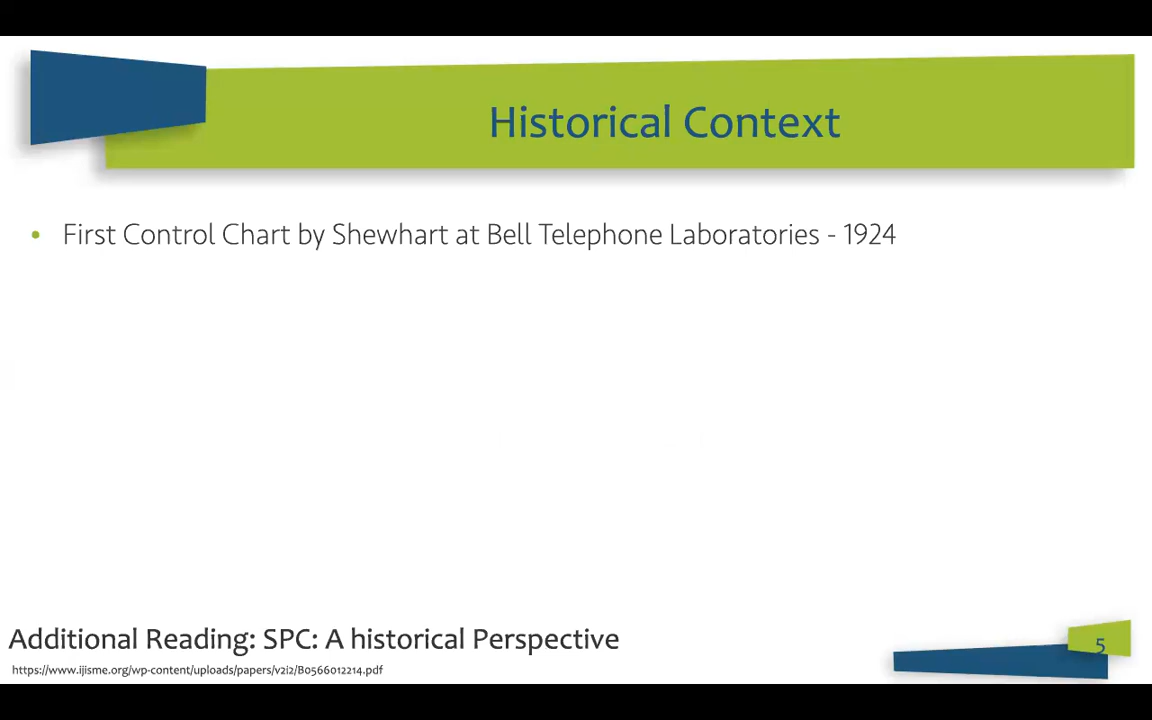 Historical Context
• First Control Chart by Shewhart at Bell Telephone Laboratories - 1924
Additional Reading: SPC: A historical Perspective
https://www.ijisme.org/wp-content/uploads/papers/v2i2/B0566012214.pdf
5